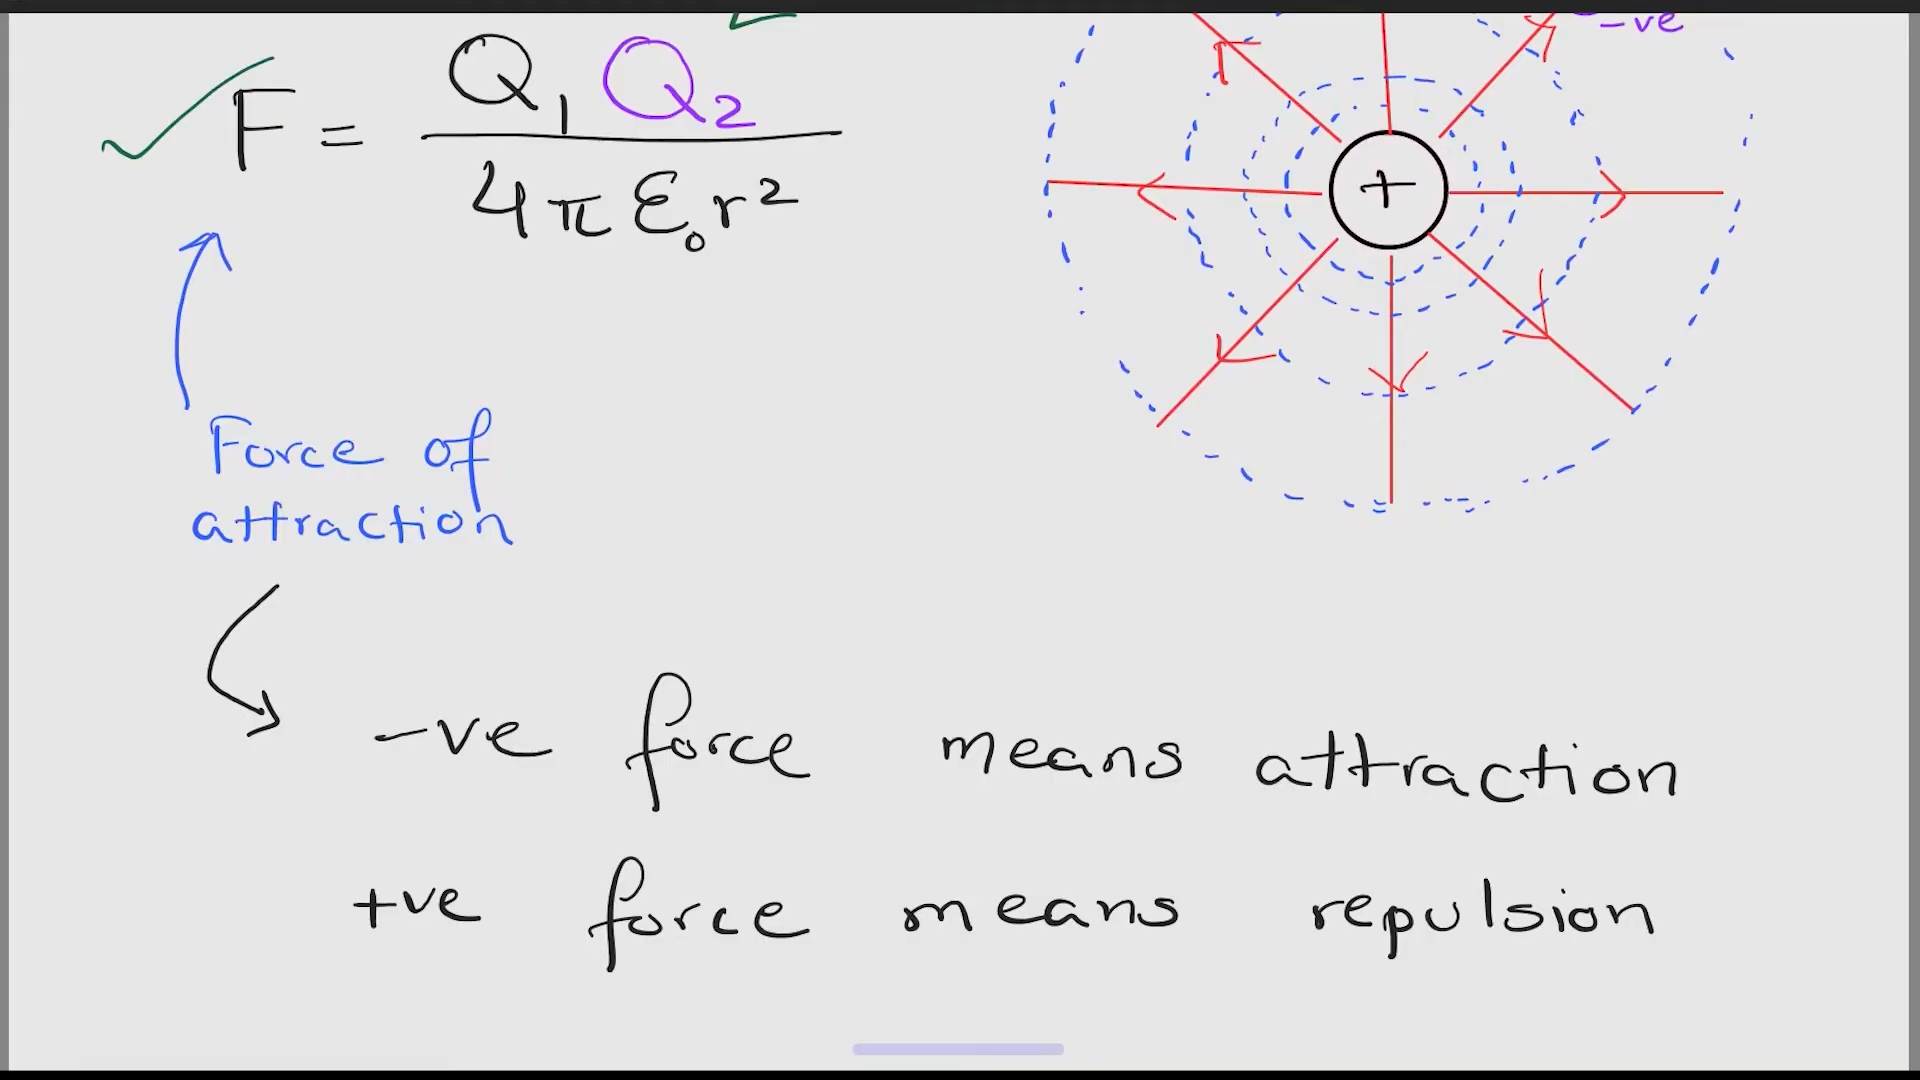 -ve
F = Q₁ Q₂ / 4πε₀r²
+
Force of
attraction
-ve force means attraction
+ve force means repulsion